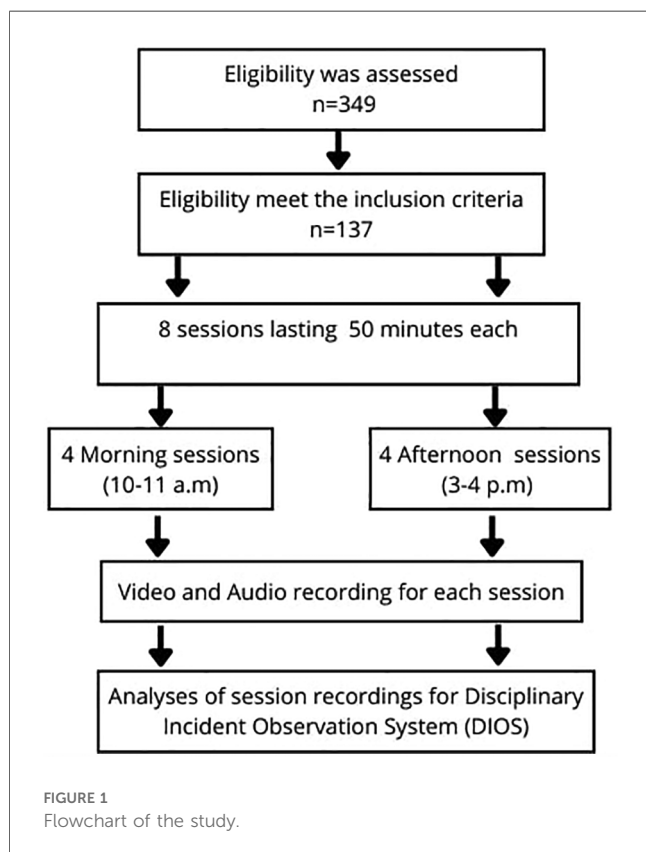 Eligibility was assessed
n=349
Eligibility meet the inclusion criteria
n=137
8 sessions lasting 50 minutes each
4 Morning sessions
(10-11 a.m)
4 Afternoon sessions
(3-4 p.m)
Video and Audio recording for each session
Analyses of session recordings for Disciplinary
Incident Observation System (DIOS)
FIGURE 1
Flowchart of the study.